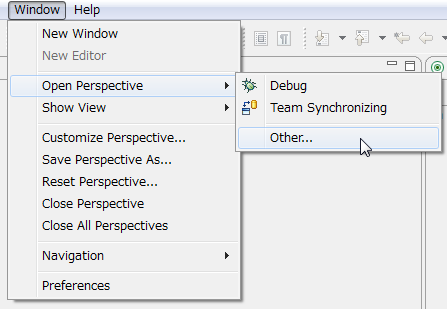 Window Help
New Window
New Editor
Open Perspective
Show View
Customize Perspective...
Save Perspective As...
Reset Perspective...
Close Perspective
Close All Perspectives
Navigation
Preferences
Debug
Team Synchronizing
Other...